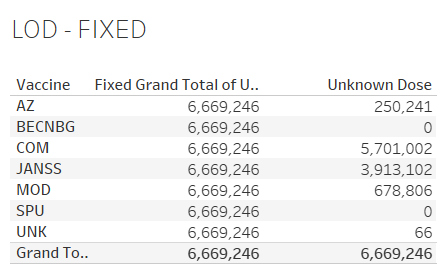 LOD - FIXED
Vaccine Fixed Grand Total of U.. Unknown Dose
AZ 6,669,246 250,241
BECNBG 6,669,246 0
COM 6,669,246 5,701,002
JANSS 6,669,246 3,913,102
MOD 6,669,246 678,806
SPU 6,669,246 0
UNK 6,669,246 66
Grand To.. 6,669,246 6,669,246